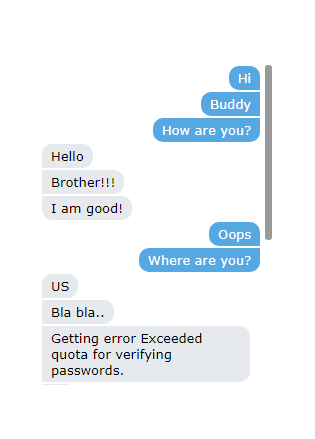 Hi
Buddy
How are you?
Hello
Brother!!!
I am good!
Oops
Where are you?
US
Bla bla..
Getting error Exceeded
quota for verifying
passwords.